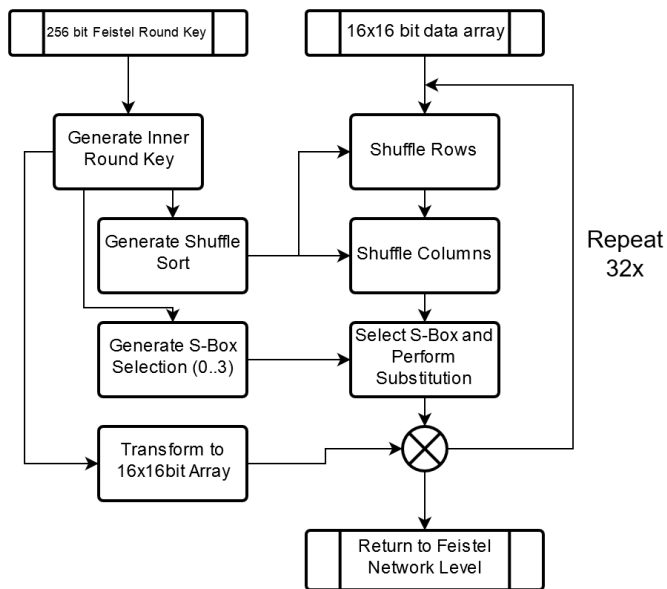 256 bit Feistel Round Key
16x16 bit data array
Generate Inner
Round Key
Shuffle Rows
Generate Shuffle
Sort
Shuffle Columns
Repeat
32x
Generate S-Box
Selection (0..3)
Select S-Box and
Perform
Substitution
Transform to
16x16bit Array
Return to Feistel
Network Level